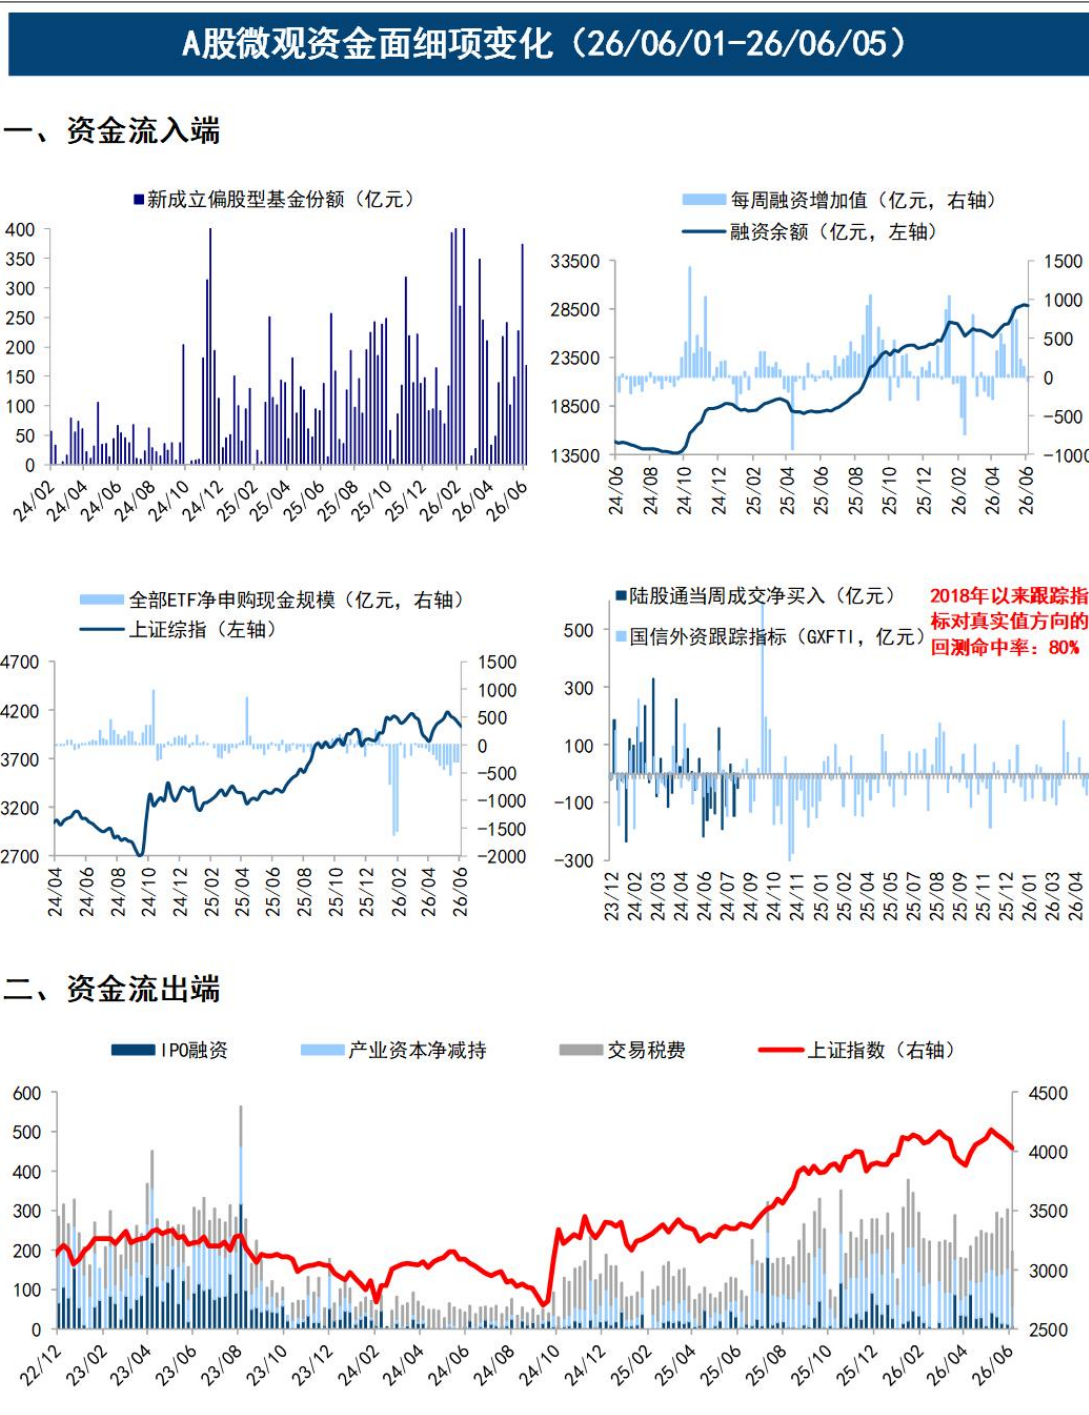 A股微观资金面细项变化（26/06/01-26/06/05）
一、资金流入端
新成立偏股型基金份额（亿元）
400
350
300
250
200
150
100
50
0
24/02 24/04 24/06 24/08 24/10 24/12 25/02 25/04 25/06 25/08 25/10 25/12 26/02 26/04 26/06
每周融资增加值（亿元，右轴）
融资余额（亿元，左轴）
33500 1500
28500 1000
23500 500
0
18500 -500
13500 -1000
24/06 24/08 24/10 24/12 25/02 25/04 25/06 25/08 25/10 25/12 26/02 26/04 26/06
全部ETF净申购现金规模（亿元，右轴）
上证综指（左轴）
4700 1500
1000
4200 500
0
3700 -500
3200 -1000
-1500
2700 -2000
24/04 24/06 24/08 24/10 24/12 25/02 25/04 25/06 25/08 25/10 25/12 26/02 26/04 26/06
陆股通当周成交净买入（亿元）
国信外资跟踪指标（GXFTI，亿元）
2018年以来跟踪指
标对真实值方向的
回测命中率：80%
500
300
100
-100
-300
23/12 24/02 24/03 24/04 24/06 24/07 24/09 24/10 24/11 25/01 25/02 25/04 25/05 25/07 25/08 25/09 25/11 25/12 26/01 26/03 26/04
二、资金流出端
IPO融资
产业资本净减持
交易税费
上证指数（右轴）
600 4500
500
400 4000
300 3500
200 3000
100
0 2500
22/12 23/02 23/04 23/06 23/08 23/10 23/12 24/02 24/04 24/06 24/08 24/10 24/12 25/02 25/04 25/06 25/08 25/10 25/12 26/02 26/04 26/06